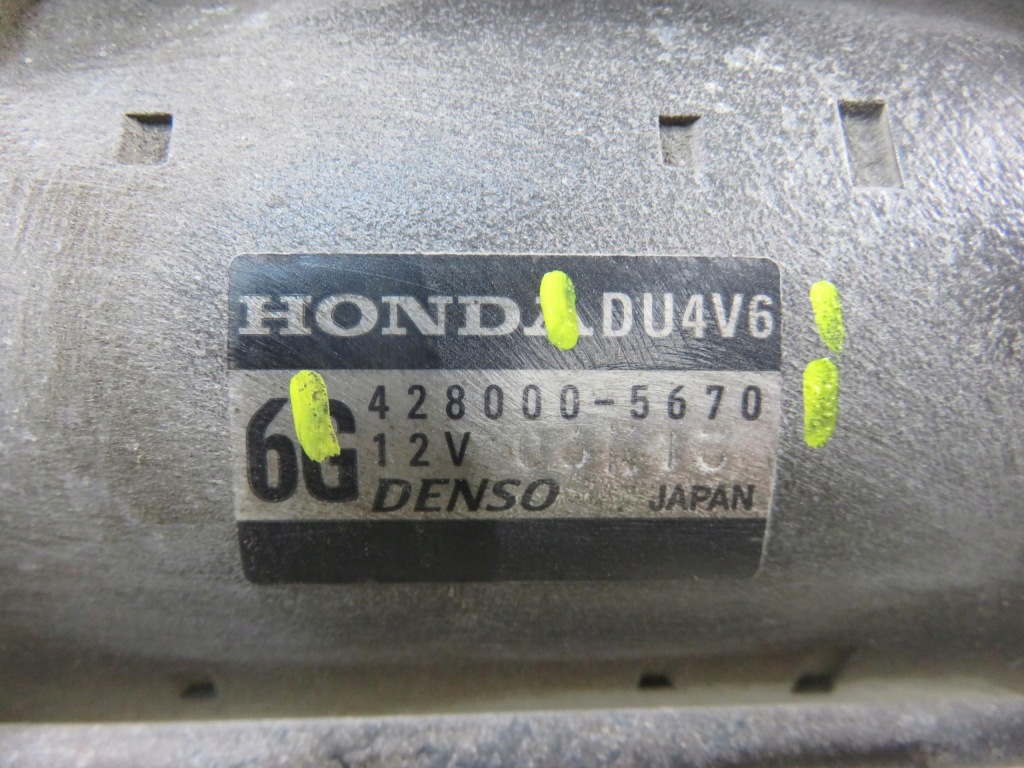 HONDA DU4V6
6G 428000-5670
12V
DENSO JAPAN